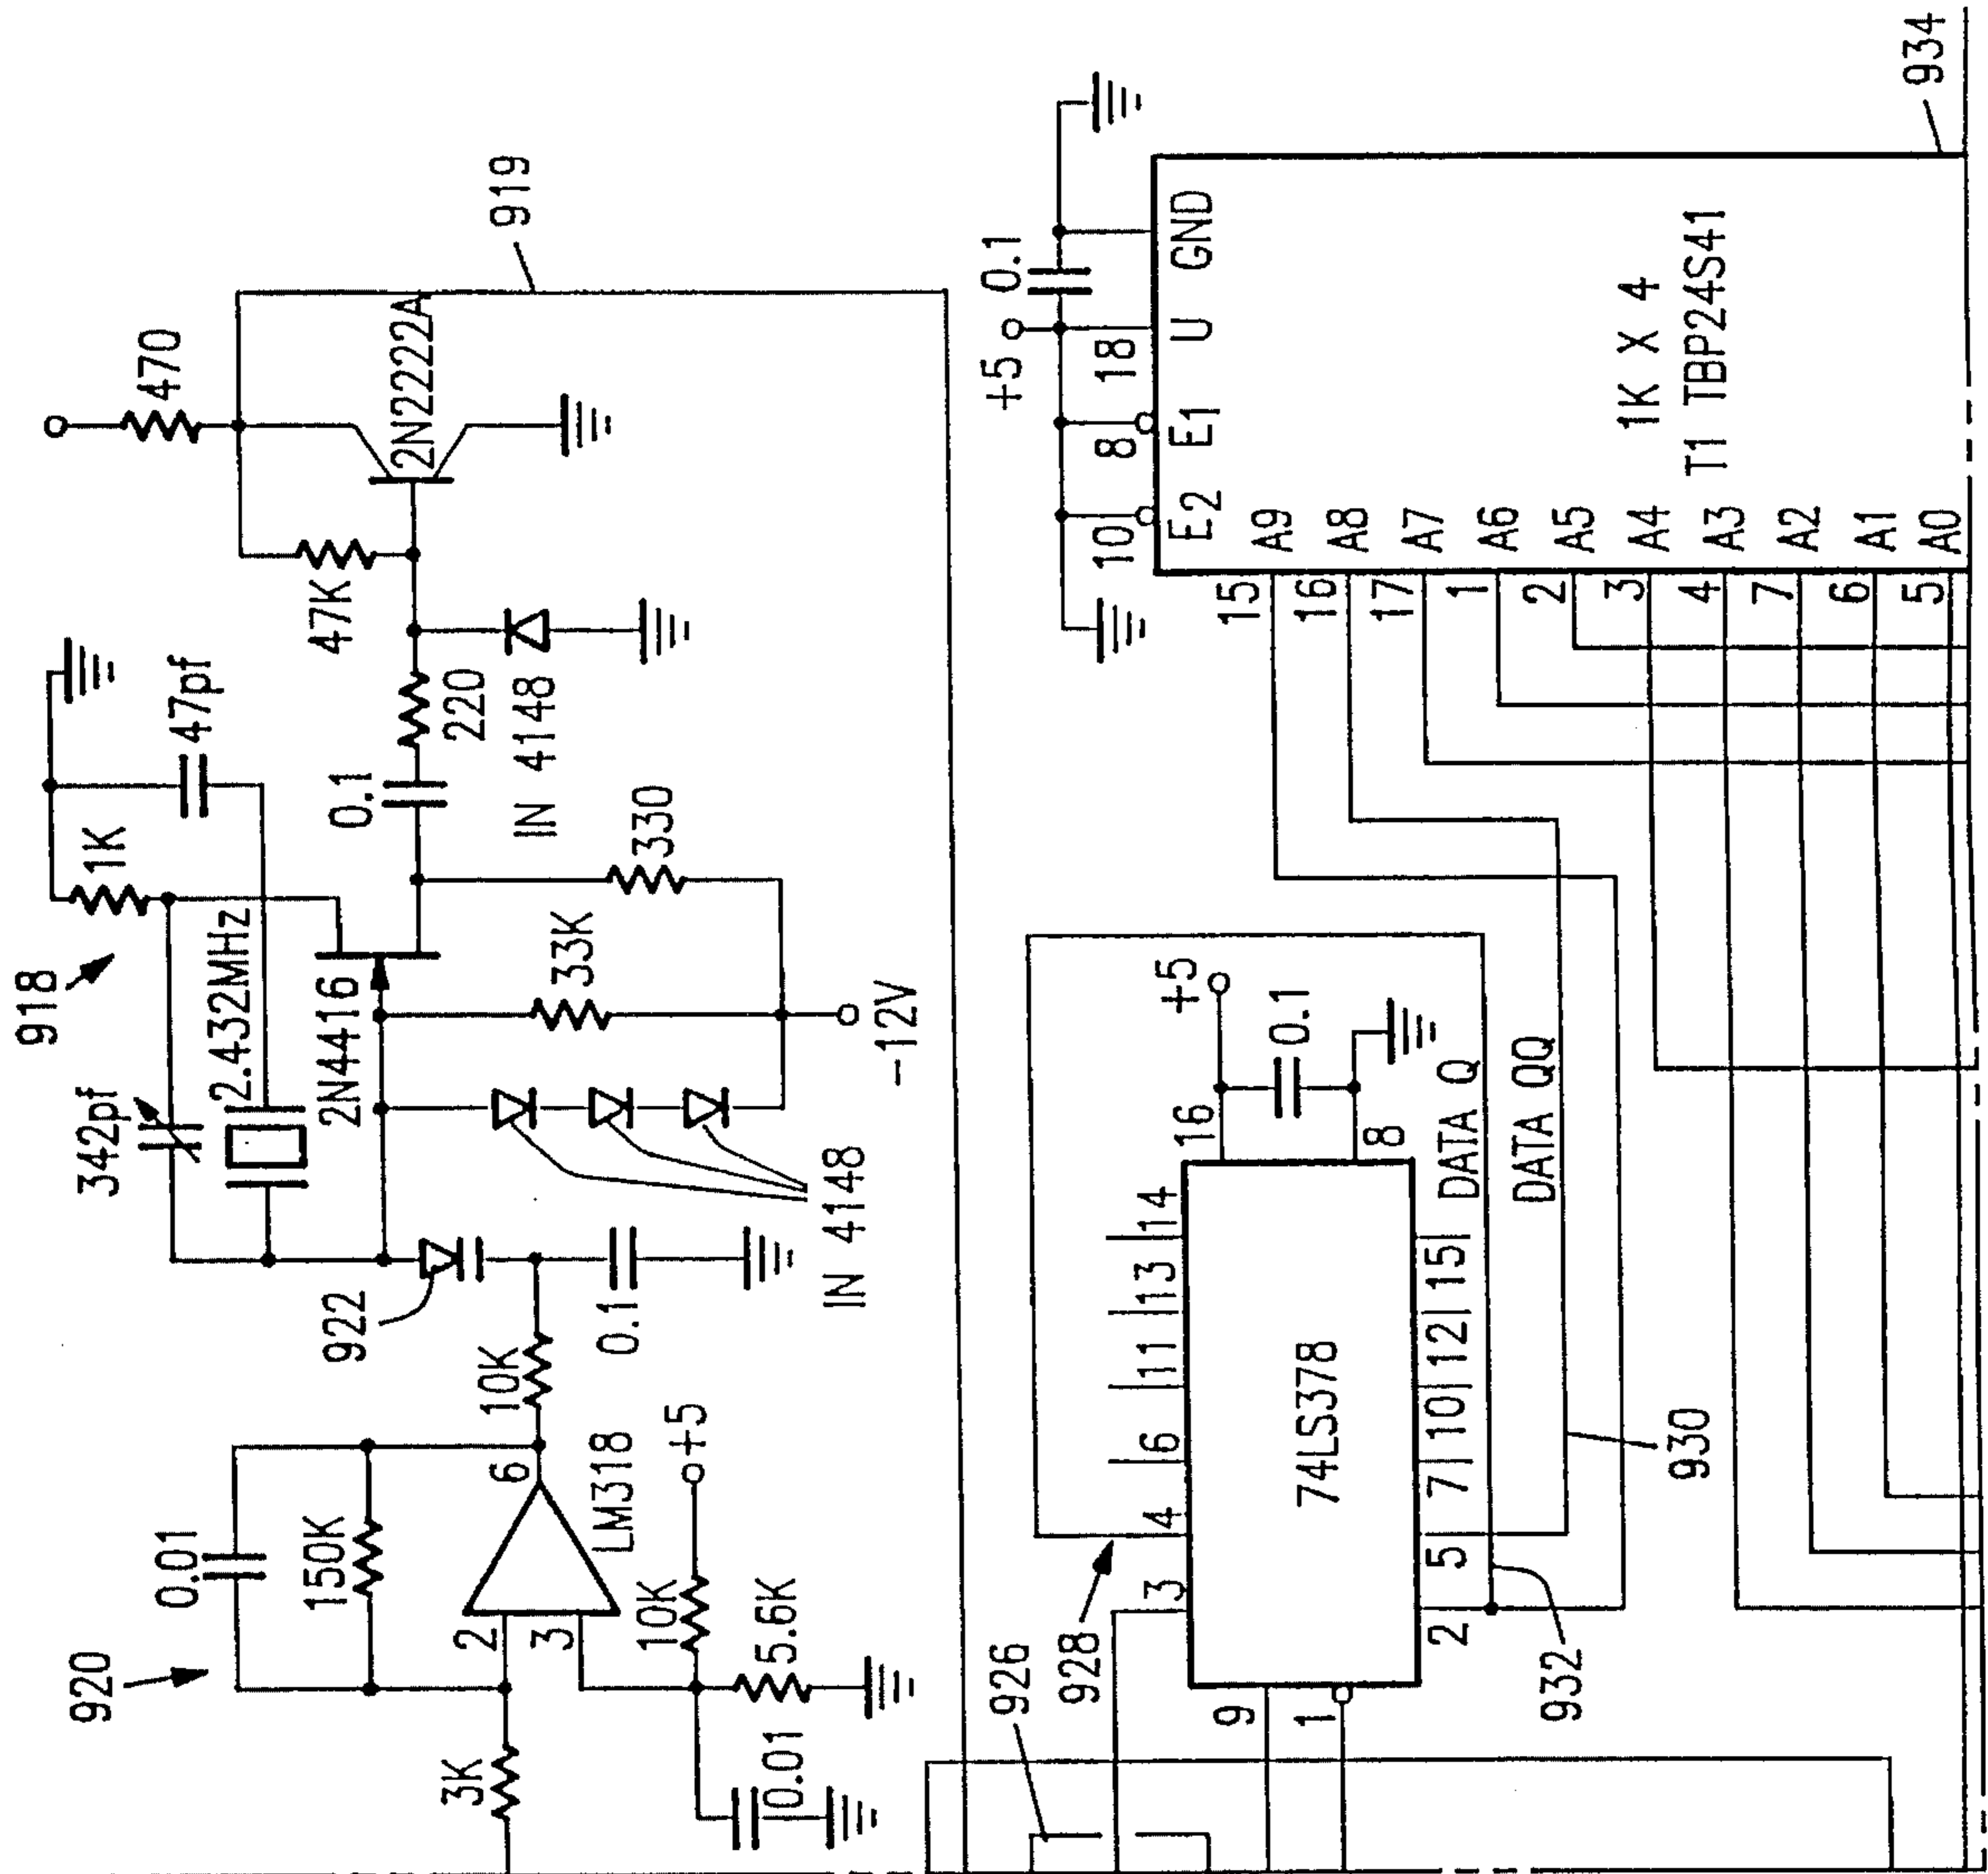 918
342pf
1K
47pf
2.432MHz
2N4416
33K
330
0.1
220
IN 4148
47K
470
2N2222A
919
-12V
IN 4148
922
0.1
10K
920
0.01
150K
6
2
3
LM318
3K
10K
+5
5.6K
0.01
926
928
3
4
6
11
13
14
16
+5
0.1
8
74LS378
9
1
2
5
7
10
12
15
DATA Q
DATA QQ
932
930
+5
0.1
10
8
18
E2
E1
U
GND
15
A9
16
A8
17
A7
1
A6
2
A5
3
A4
4
A3
7
A2
6
A1
5
A0
1K X 4
T1 TBP24S41
934